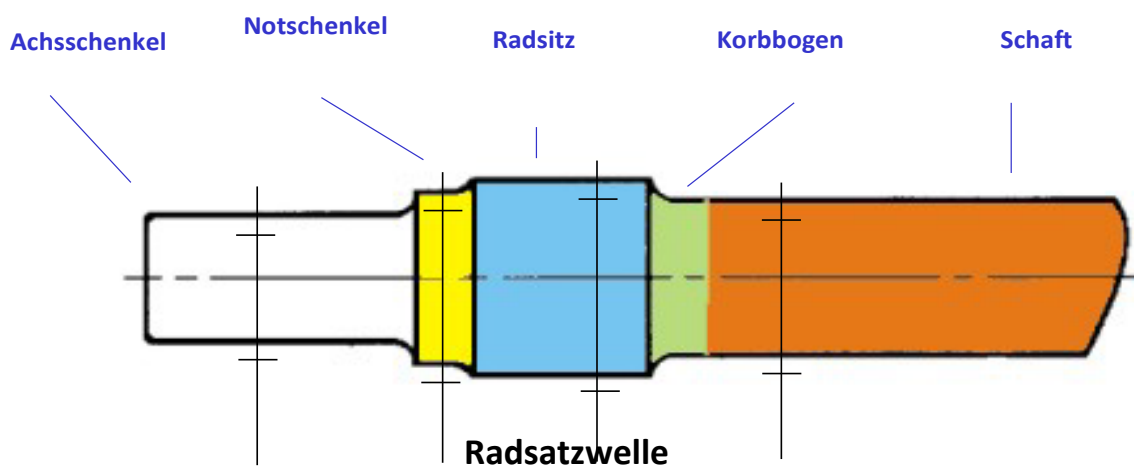 Achsschenkel
Notschenkel
Radsitz
Korbbogen
Schaft
Radsatzwelle